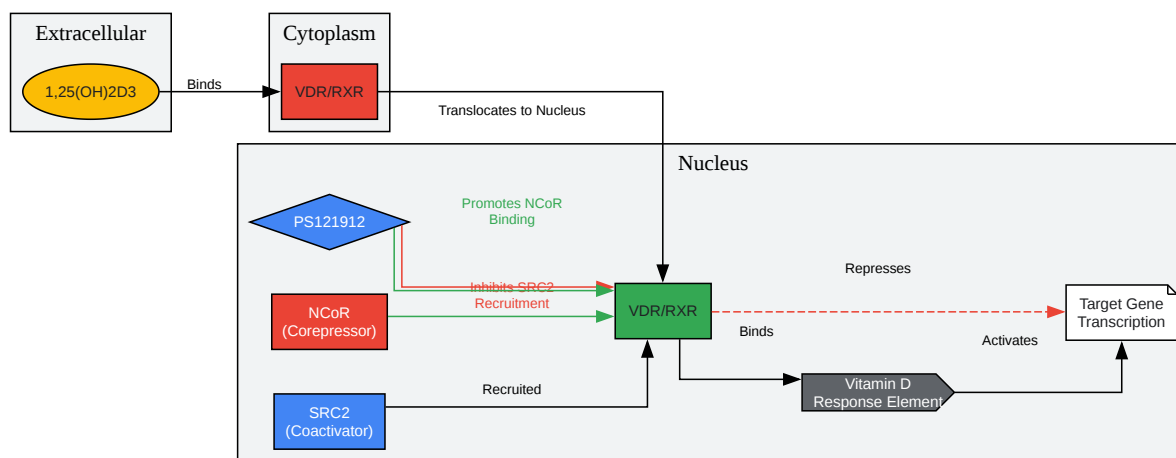 Extracellular
Cytoplasm
1,25(OH)2D3
Binds
VDR/RXR
Translocates to Nucleus
Nucleus
PS121912
Promotes NCoR
Binding
Represses
Inhibits SRC2
Recruitment
NCoR
(Corepressor)
VDR/RXR
Target Gene
Transcription
Binds
Activates
Recruited
Vitamin D
Response Element
SRC2
(Coactivator)